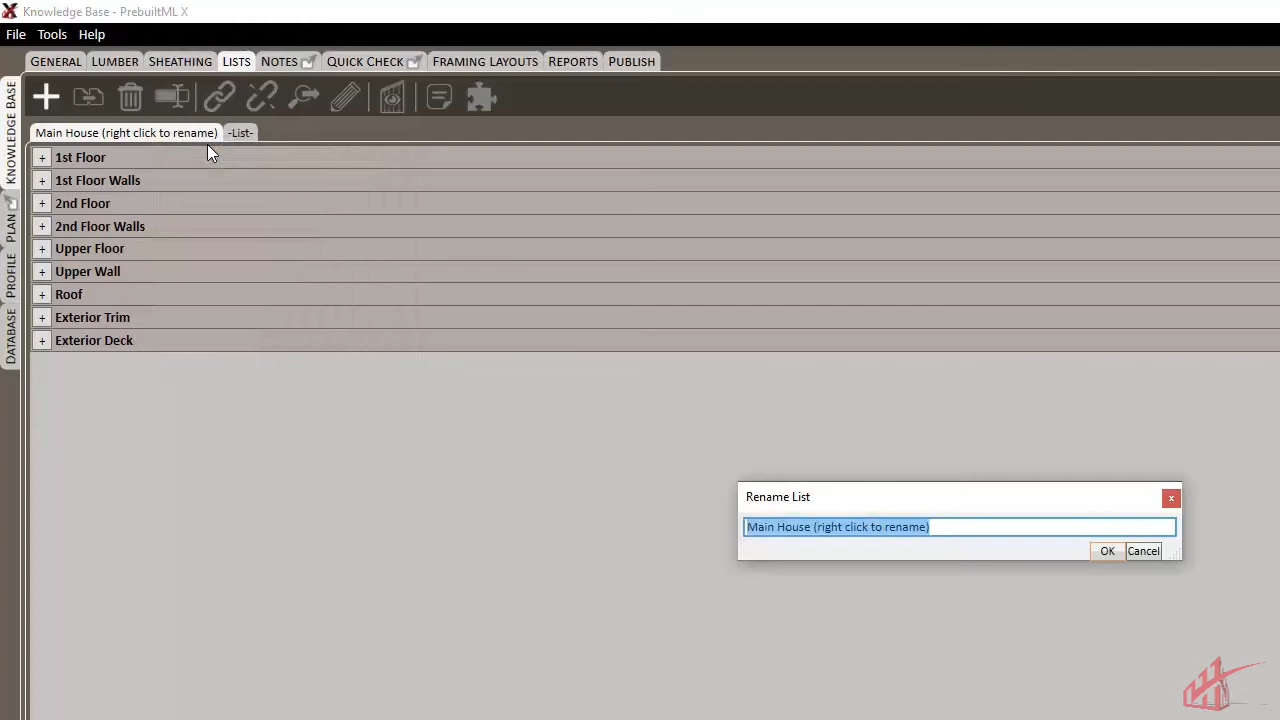 Knowledge Base - PrebuiltML X
File Tools Help
GENERAL LUMBER SHEATHING LISTS NOTES QUICK CHECK FRAMING LAYOUTS REPORTS PUBLISH
KNOWLEDGE BASE
PLAN
PROFILE
DATABASE
Main House (right click to rename) -List-
+ 1st Floor
+ 1st Floor Walls
+ 2nd Floor
+ 2nd Floor Walls
+ Upper Floor
+ Upper Wall
+ Roof
+ Exterior Trim
+ Exterior Deck
Rename List x
Main House (right click to rename)
OK Cancel